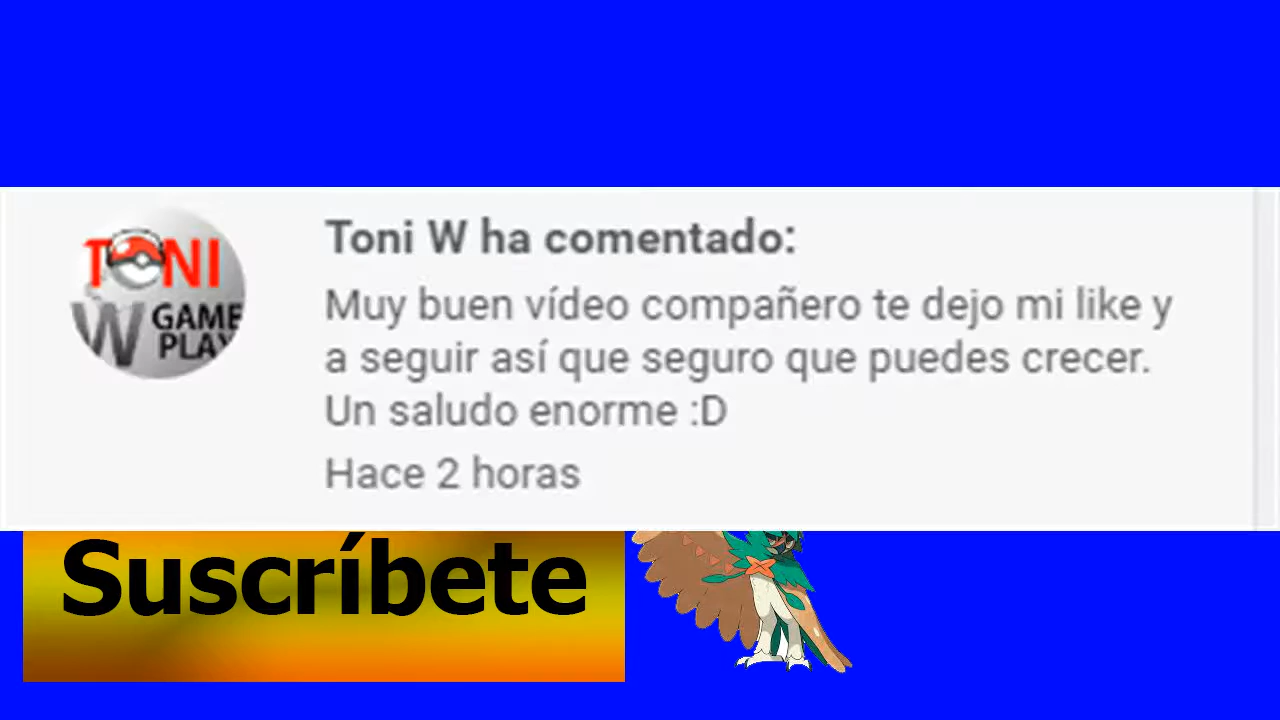 TONI
W GAME
PLAY
Toni W ha comentado:
Muy buen vídeo compañero te dejo mi like y
a seguir así que seguro que puedes crecer.
Un saludo enorme :D
Hace 2 horas
Suscríbete